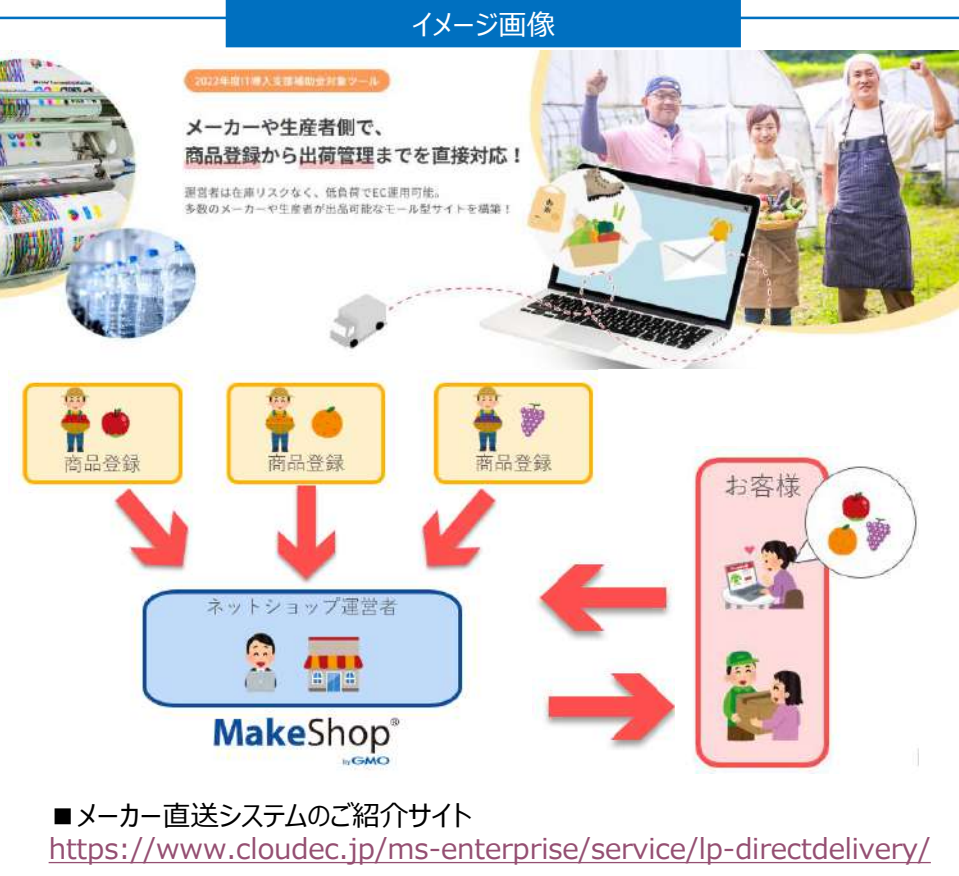 イメージ画像
2022年度IT導入支援補助金対象ツール
メーカーや生産者側で、
商品登録から出荷管理までを直接対応！
運営者は在庫リスクなく、低負荷でEC運用可能。
多数のメーカーや生産者が出品可能なモール型サイトを構築！
商品登録
商品登録
商品登録
お客様
ネットショップ運営者
MakeShop®
by GMO
■メーカー直送システムのご紹介サイト
https://www.cloudec.jp/ms-enterprise/service/lp-directdelivery/